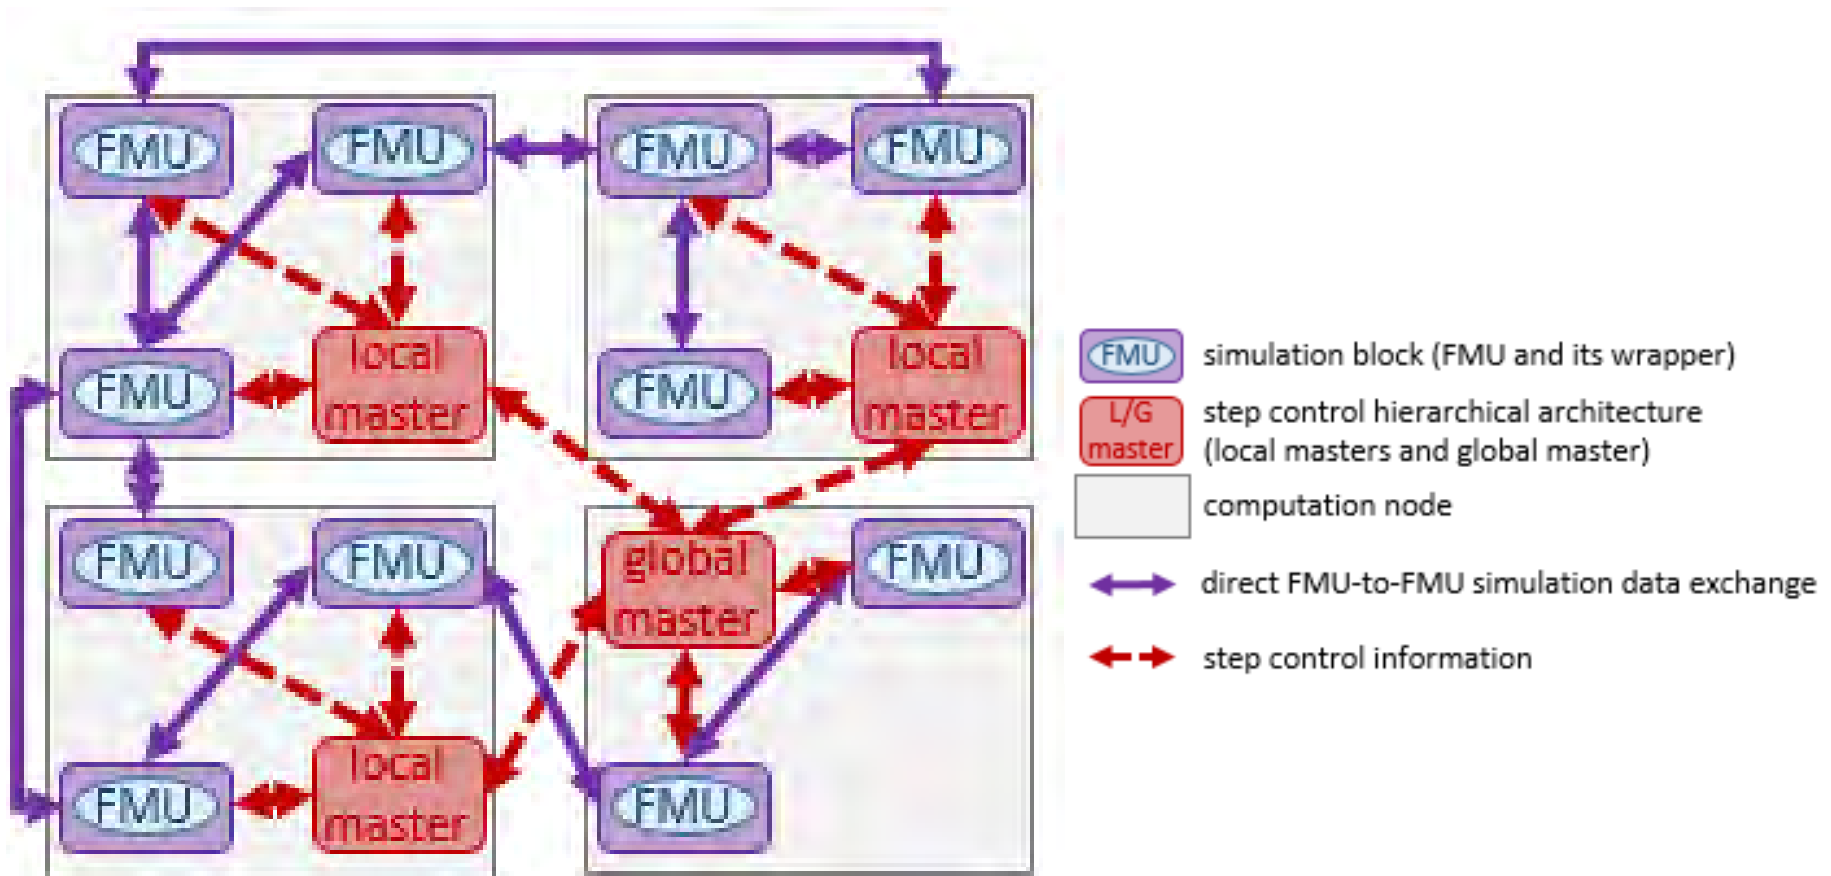 FMU
FMU
FMU
FMU
FMU
local
master
FMU
local
master
FMU
FMU
global
master
FMU
FMU
local
master
FMU
FMU
simulation block (FMU and its wrapper)
L/G
master
step control hierarchical architecture
(local masters and global master)
computation node
direct FMU-to-FMU simulation data exchange
step control information